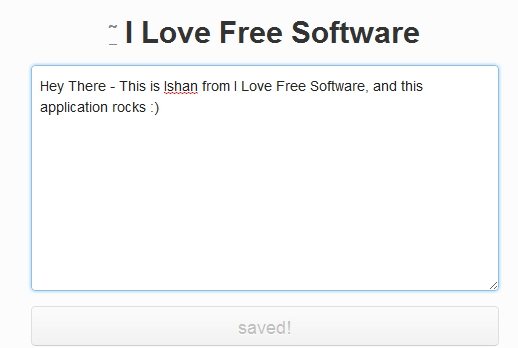 ~ I Love Free Software
Hey There - This is Ishan from I Love Free Software, and this
application rocks :)
saved!